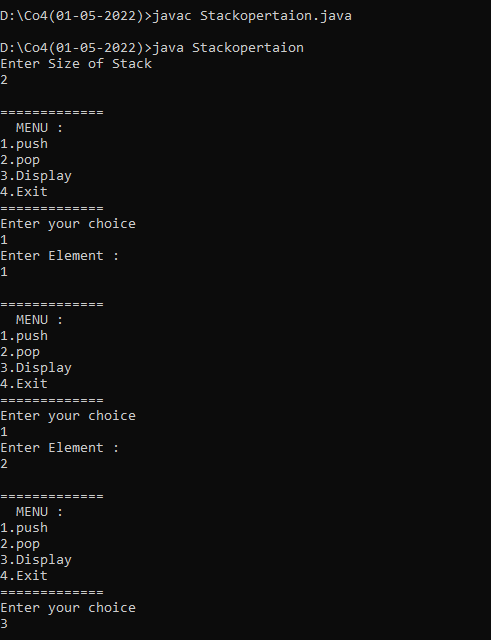 D:\Co4(01-05-2022)>javac Stackopertaion.java
D:\Co4(01-05-2022)>java Stackopertaion
Enter Size of Stack
2
=============
  MENU :
1.push
2.pop
3.Display
4.Exit
=============
Enter your choice
1
Enter Element :
1
=============
  MENU :
1.push
2.pop
3.Display
4.Exit
=============
Enter your choice
1
Enter Element :
2
=============
  MENU :
1.push
2.pop
3.Display
4.Exit
=============
Enter your choice
3